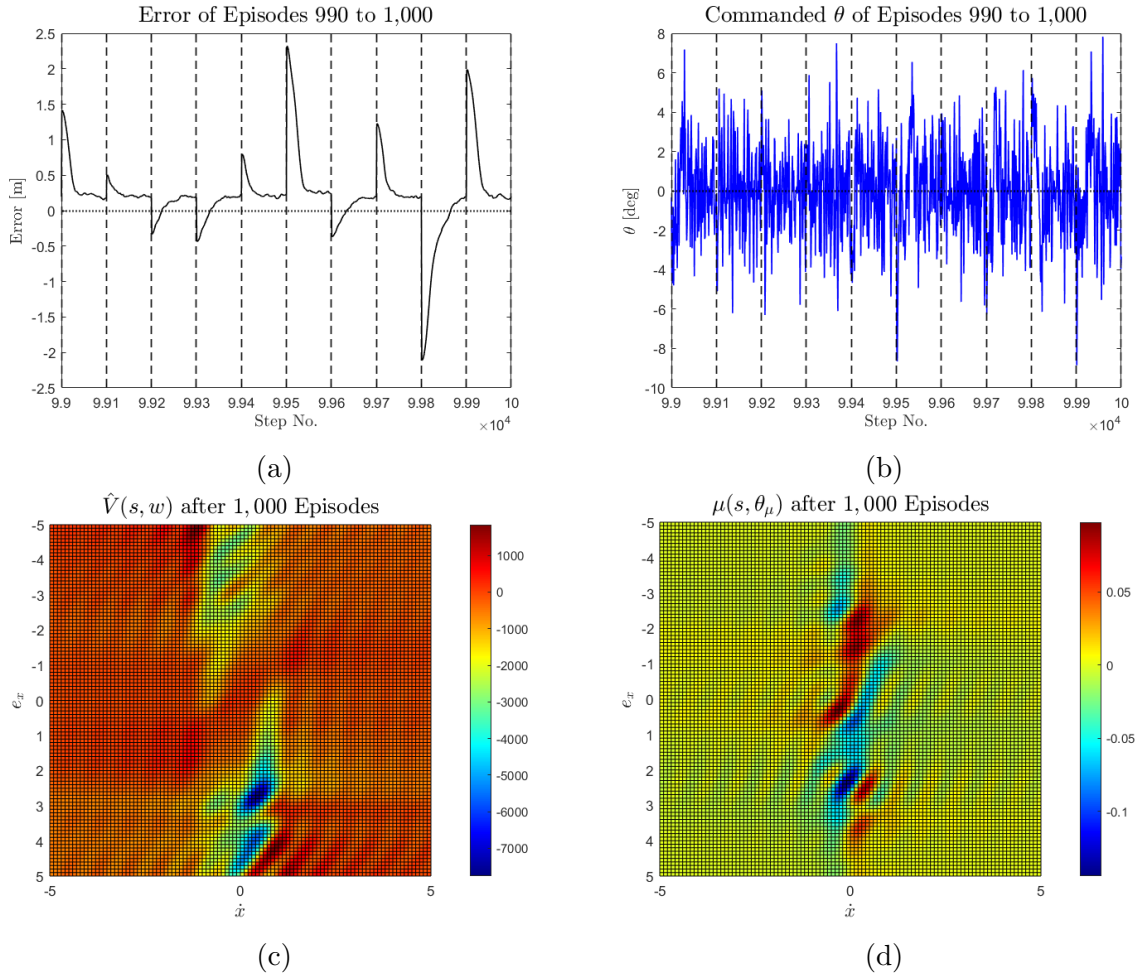 Error of Episodes 990 to 1,000
2.5
2
1.5
1
0.5
0
-0.5
-1
-1.5
-2
-2.5
Error [m]
9.9 9.91 9.92 9.93 9.94 9.95 9.96 9.97 9.98 9.99 10
Step No.
×10⁴
(a)
Commanded θ of Episodes 990 to 1,000
8
6
4
2
0
-2
-4
-6
-8
-10
θ [deg]
9.9 9.91 9.92 9.93 9.94 9.95 9.96 9.97 9.98 9.99 10
Step No.
×10⁴
(b)
V̂(s, w) after 1,000 Episodes
-5
-4
-3
-2
-1
0
1
2
3
4
5
eₓ
-5 0 5
ẋ
1000
0
-1000
-2000
-3000
-4000
-5000
-6000
-7000
(c)
μ(s, θ_μ) after 1,000 Episodes
-5
-4
-3
-2
-1
0
1
2
3
4
5
eₓ
-5 0 5
ẋ
0.05
0
-0.05
-0.1
(d)